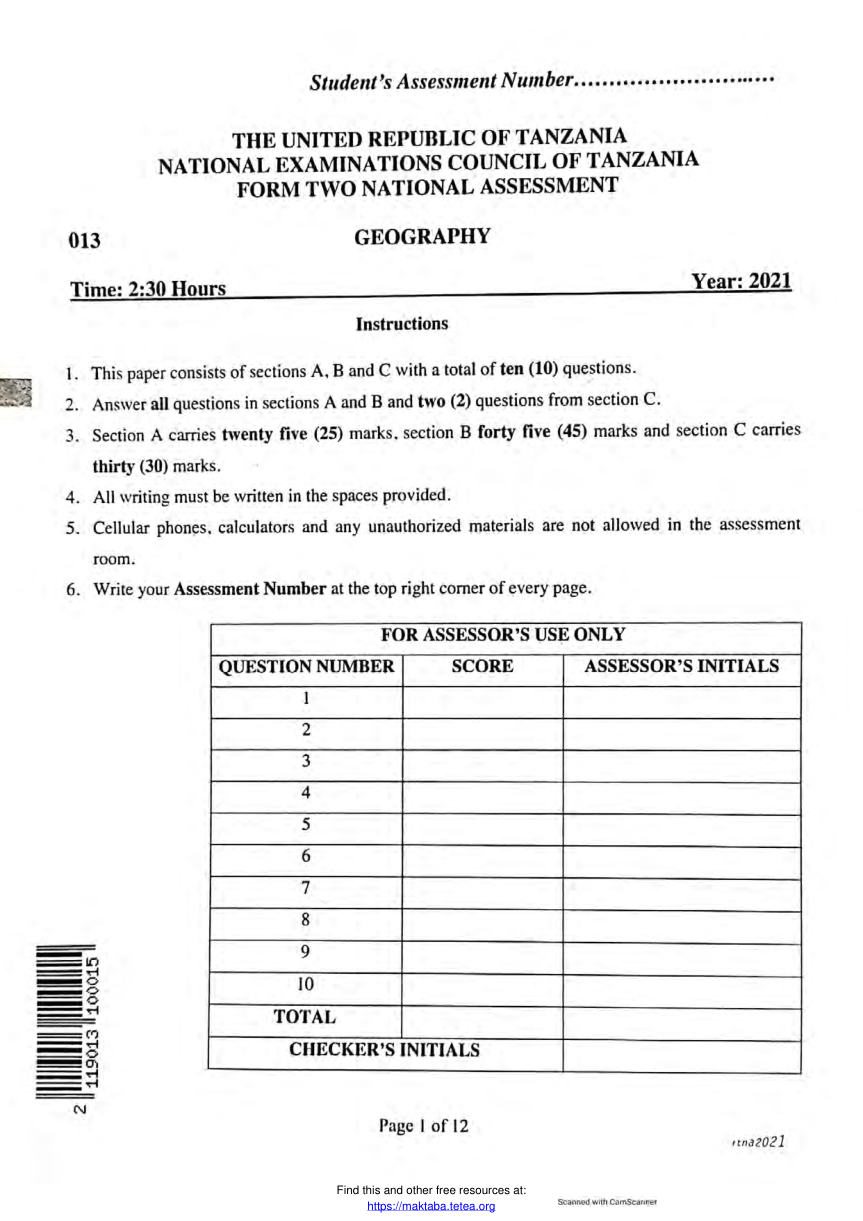 Student's Assessment Number.............................
THE UNITED REPUBLIC OF TANZANIA
NATIONAL EXAMINATIONS COUNCIL OF TANZANIA
FORM TWO NATIONAL ASSESSMENT
013 GEOGRAPHY
Time: 2:30 Hours Year: 2021
Instructions
1. This paper consists of sections A, B and C with a total of ten (10) questions.
2. Answer all questions in sections A and B and two (2) questions from section C.
3. Section A carries twenty five (25) marks, section B forty five (45) marks and section C carries
thirty (30) marks.
4. All writing must be written in the spaces provided.
5. Cellular phones, calculators and any unauthorized materials are not allowed in the assessment
room.
6. Write your Assessment Number at the top right corner of every page.
FOR ASSESSOR'S USE ONLY
QUESTION NUMBER SCORE ASSESSOR'S INITIALS
1
2
3
4
5
6
7
8
9
10
TOTAL
CHECKER'S INITIALS
2 119013 100015
Page 1 of 12
ftna2021
Find this and other free resources at:
https://maktaba.tetea.org
Scanned with CamScanner